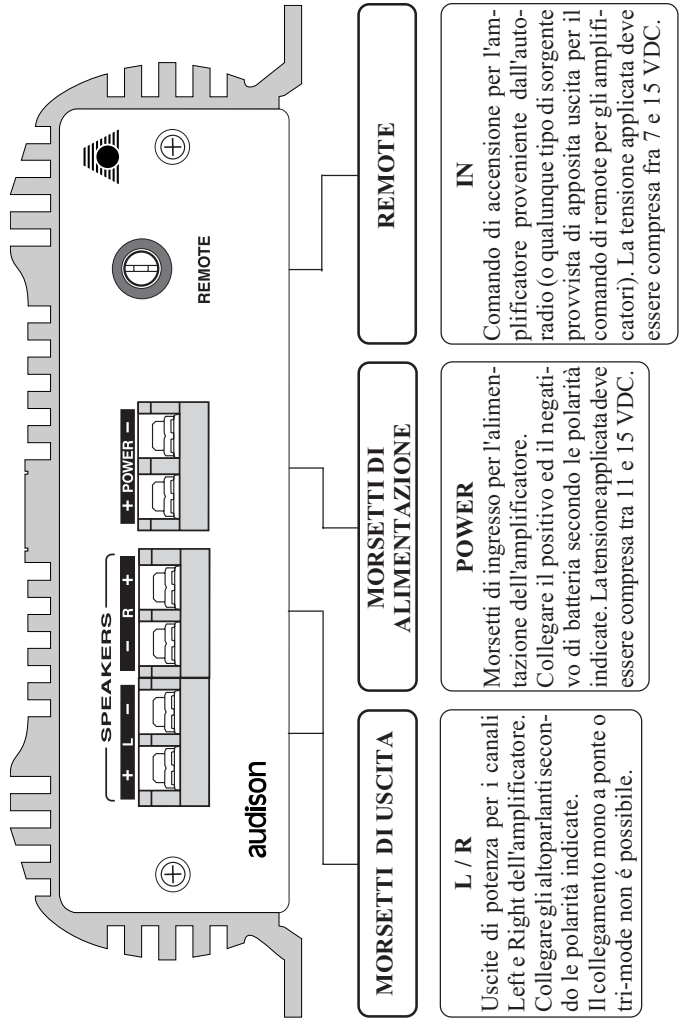 SPEAKERS
+ L - - R +
+ POWER -
REMOTE
audison
MORSETTI DI USCITA
L / R
Uscite di potenza per i canali
Left e Right dell'amplificatore.
Collegare gli altoparlanti secon-
do le polarità indicate.
Il collegamento mono a ponte o
tri-mode non é possibile.
MORSETTI DI
ALIMENTAZIONE
POWER
Morsetti di ingresso per l'alimen-
tazione dell'amplificatore.
Collegare il positivo ed il negati-
vo di batteria secondo le polarità
indicate. La tensione applicata deve
essere compresa tra 11 e 15 VDC.
REMOTE
IN
Comando di accensione per l'am-
plificatore proveniente dall'auto-
radio (o qualunque tipo di sorgente
provvista di apposita uscita per il
comando di remote per gli amplifi-
catori). La tensione applicata deve
essere compresa fra 7 e 15 VDC.